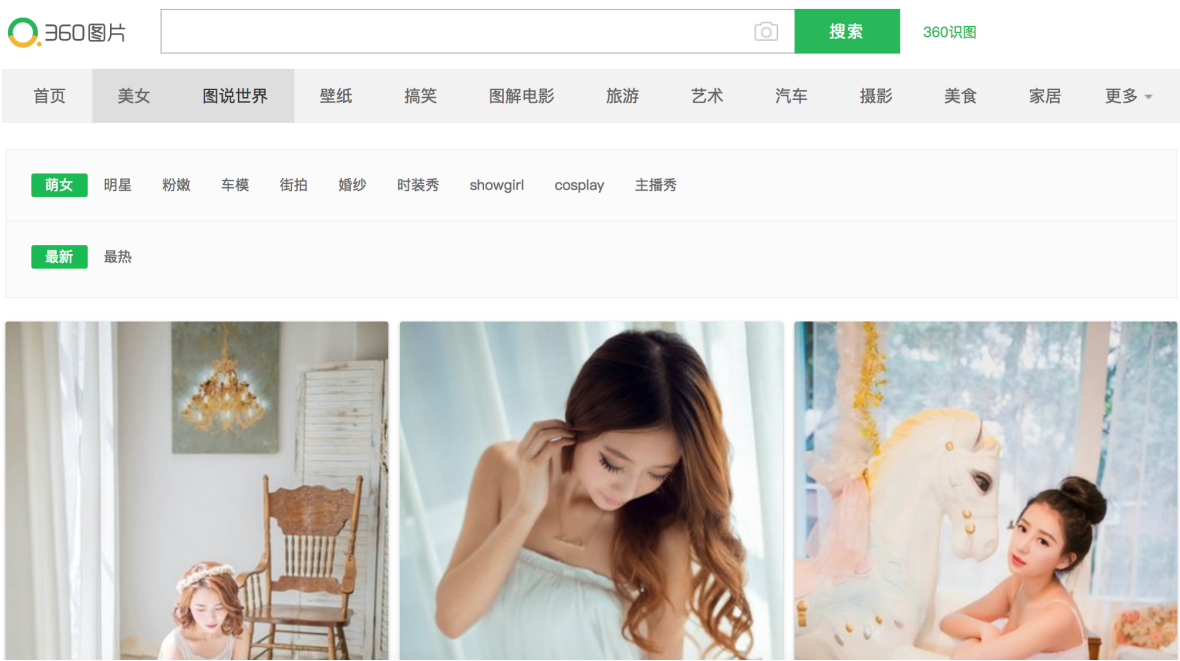 360图片 搜索 360识图
首页 美女 图说世界 壁纸 搞笑 图解电影 旅游 艺术 汽车 摄影 美食 家居 更多
萌女 明星 粉嫩 车模 街拍 婚纱 时装秀 showgirl cosplay 主播秀
最新 最热